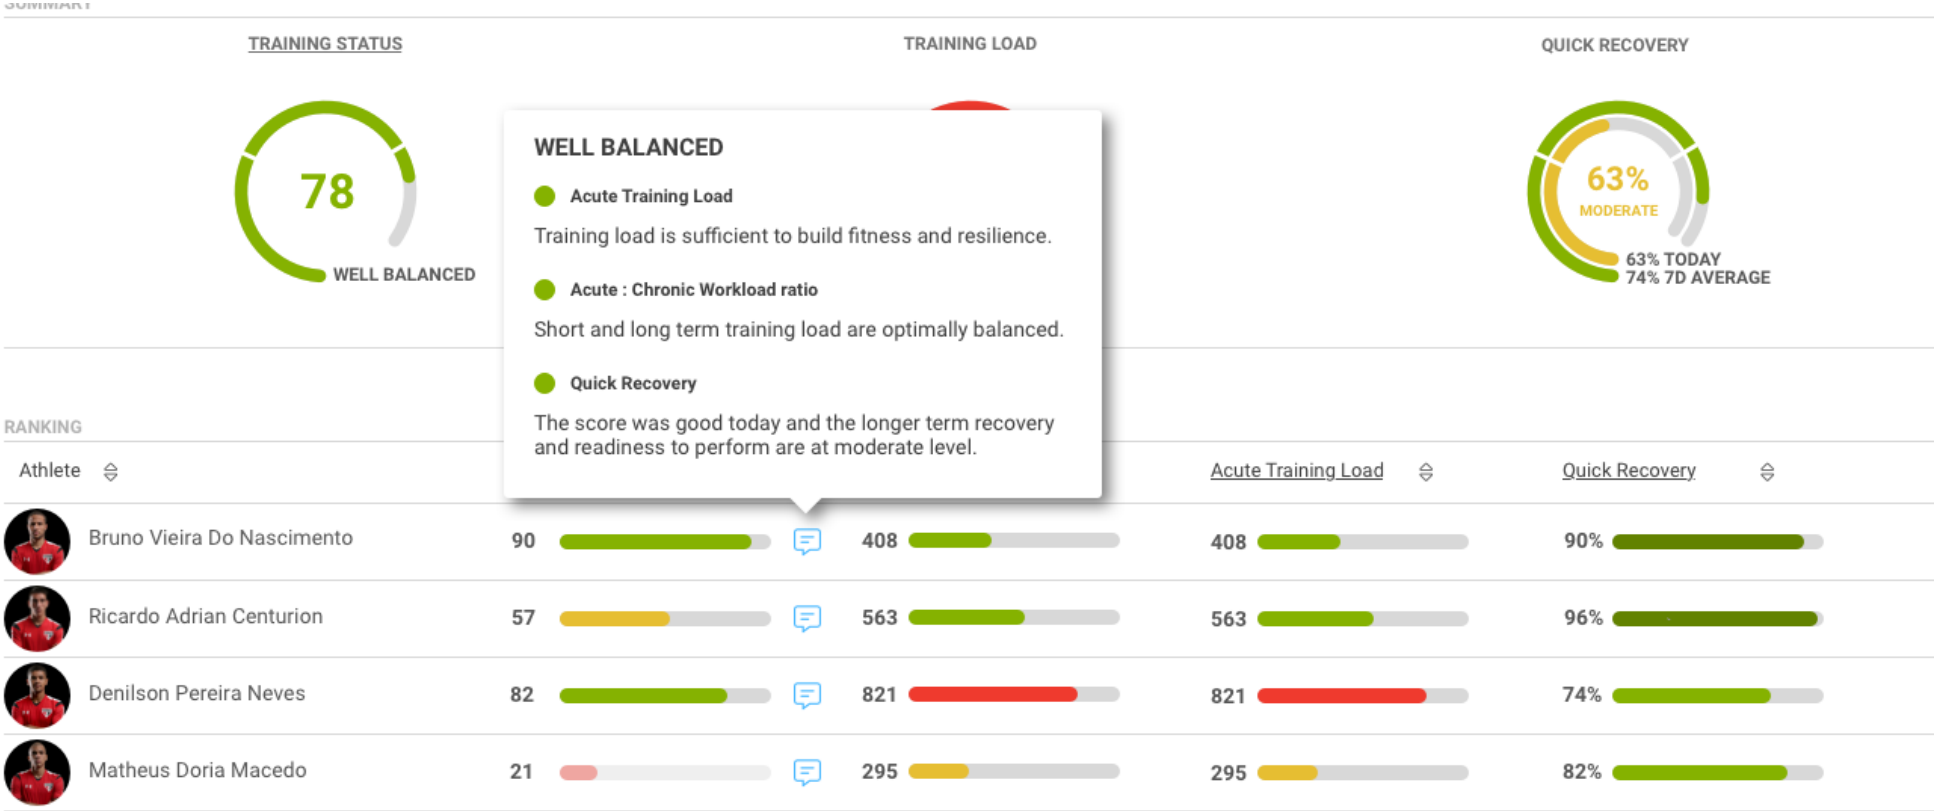 SUMMARY
TRAINING STATUS
TRAINING LOAD
QUICK RECOVERY
78
WELL BALANCED
63%
MODERATE
63% TODAY
74% 7D AVERAGE
WELL BALANCED
Acute Training Load
Training load is sufficient to build fitness and resilience.
Acute : Chronic Workload ratio
Short and long term training load are optimally balanced.
Quick Recovery
The score was good today and the longer term recovery
and readiness to perform are at moderate level.
RANKING
Athlete
Acute Training Load
Quick Recovery
Bruno Vieira Do Nascimento 90 408 408 90%
Ricardo Adrian Centurion 57 563 563 96%
Denilson Pereira Neves 82 821 821 74%
Matheus Doria Macedo 21 295 295 82%